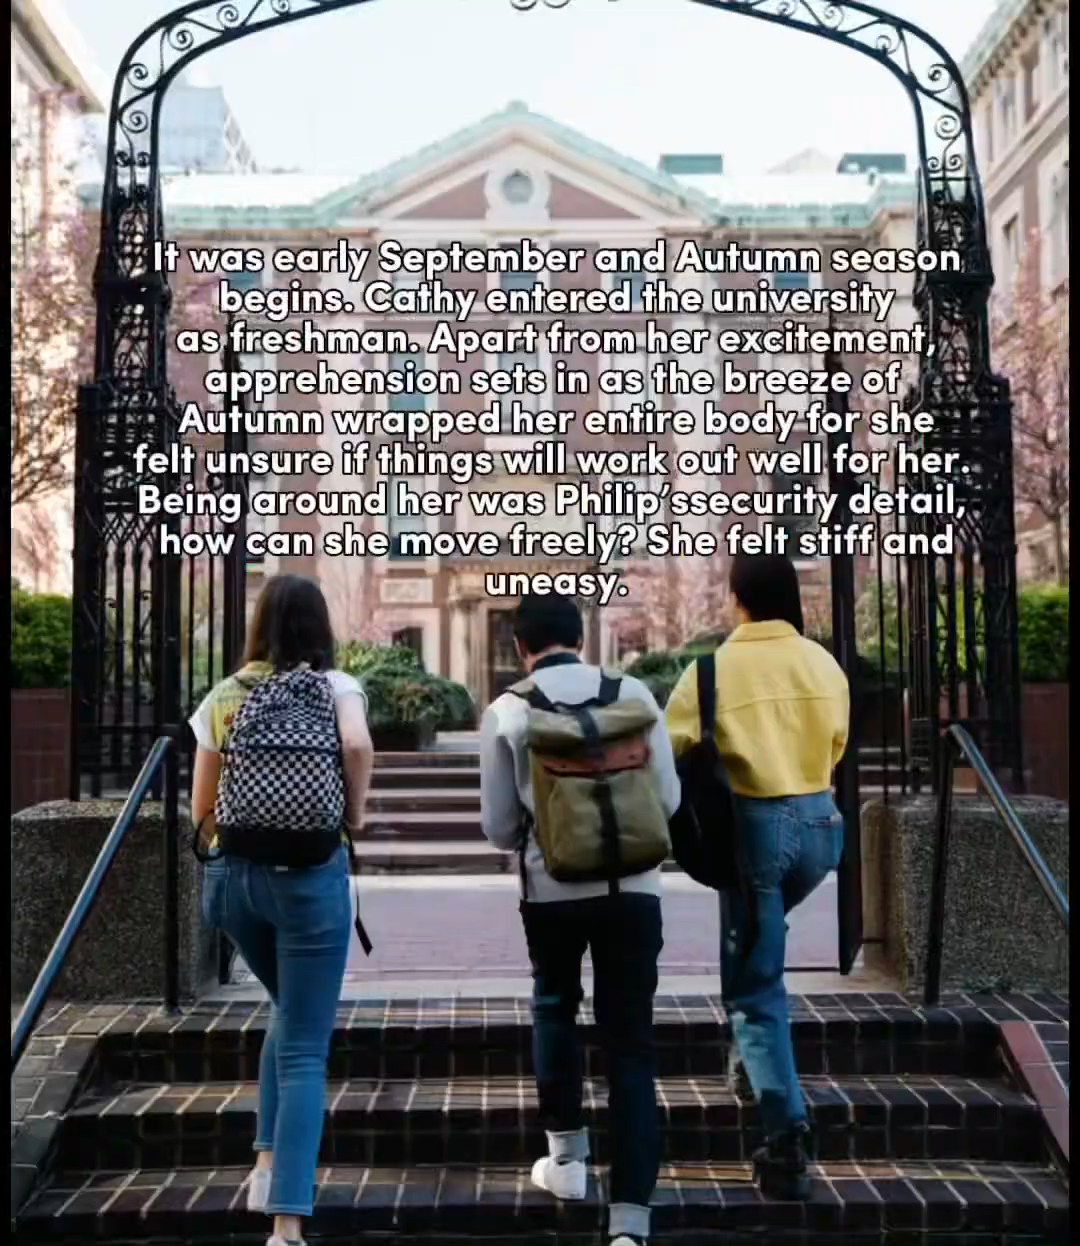 It was early September and Autumn season
begins. Cathy entered the university
as freshman. Apart from her excitement,
apprehension sets in as the breeze of
Autumn wrapped her entire body for she
felt unsure if things will work out well for her.
Being around her was Philip'ssecurity detail,
how can she move freely? She felt stiff and
uneasy.